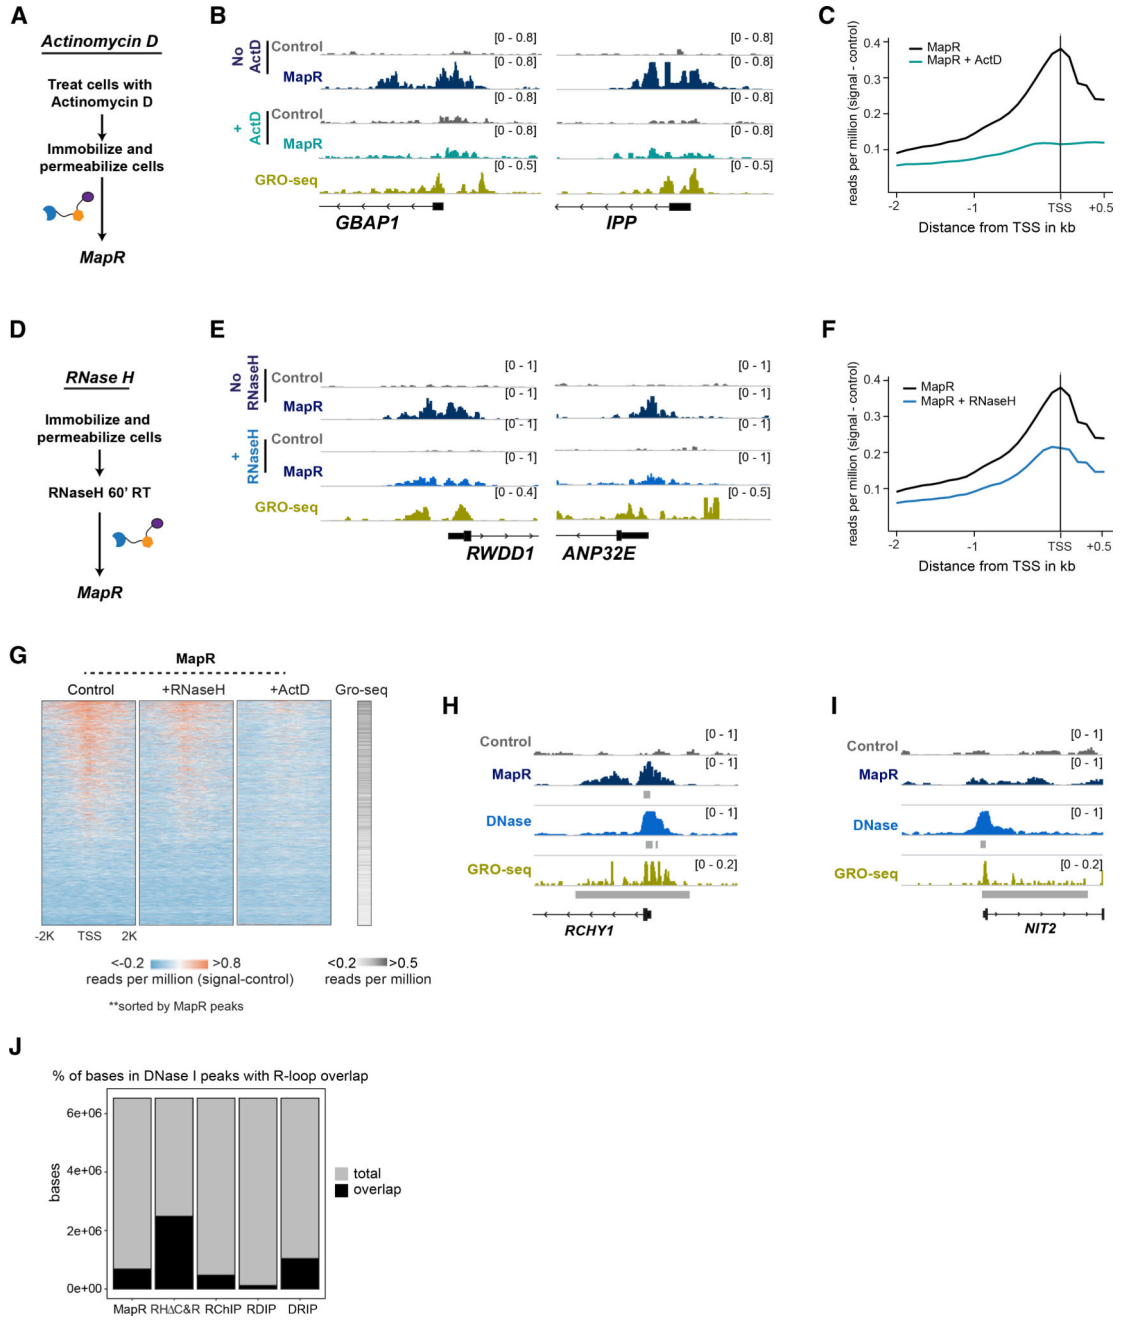 A
Actinomycin D
Treat cells with
Actinomycin D
Immobilize and
permeabilize cells
MapR
B
No
ActD
Control
MapR
+
ActD
Control
MapR
GRO-seq
[0 - 0.8]
[0 - 0.8]
[0 - 0.8]
[0 - 0.8]
[0 - 0.5]
GBAP1
[0 - 0.8]
[0 - 0.8]
[0 - 0.8]
[0 - 0.8]
[0 - 0.5]
IPP
C
reads per million (signal - control)
0.4
0.3
0.2
0.1
MapR
MapR + ActD
-2
-1
TSS
+0.5
Distance from TSS in kb
D
RNase H
Immobilize and
permeabilize cells
RNaseH 60' RT
MapR
E
No
RNaseH
Control
MapR
+
RNaseH
Control
MapR
GRO-seq
[0 - 1]
[0 - 1]
[0 - 1]
[0 - 1]
[0 - 0.4]
RWDD1
[0 - 1]
[0 - 1]
[0 - 1]
[0 - 1]
[0 - 0.5]
ANP32E
F
reads per million (signal - control)
0.4
0.3
0.2
0.1
MapR
MapR + RNaseH
-2
-1
TSS
+0.5
Distance from TSS in kb
G
MapR
Control
+RNaseH
+ActD
Gro-seq
-2K
TSS
2K
<-0.2
>0.8
reads per million (signal-control)
<0.2
>0.5
reads per million
**sorted by MapR peaks
H
Control
MapR
DNase
GRO-seq
[0 - 1]
[0 - 1]
[0 - 1]
[0 - 0.2]
RCHY1
I
Control
MapR
DNase
GRO-seq
[0 - 1]
[0 - 1]
[0 - 1]
[0 - 0.2]
NIT2
J
% of bases in DNase I peaks with R-loop overlap
bases
6e+06
4e+06
2e+06
0e+00
MapR
RHΔC&R
RChIP
RDIP
DRIP
total
overlap